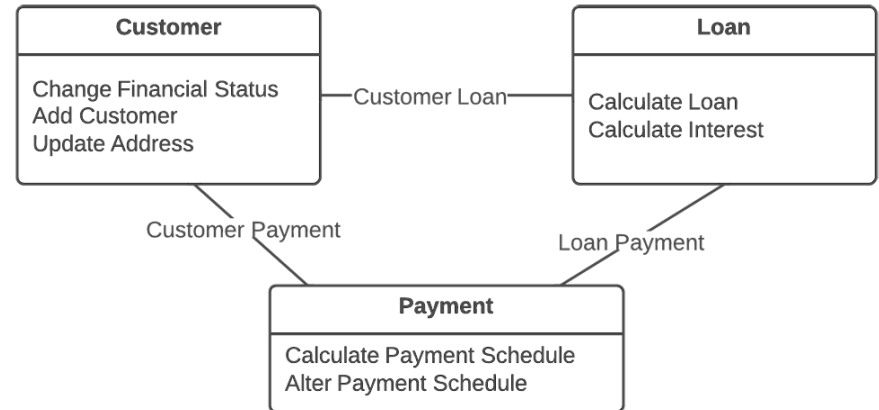 Customer
Change Financial Status
Add Customer
Update Address
Customer Loan
Loan
Calculate Loan
Calculate Interest
Customer Payment
Loan Payment
Payment
Calculate Payment Schedule
Alter Payment Schedule